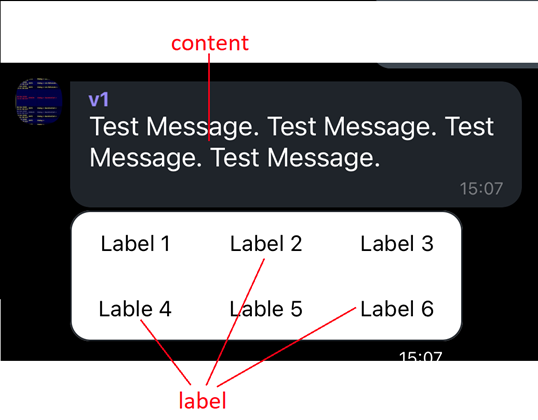 content
v1
Test Message. Test Message. Test
Message. Test Message.
15:07
Label 1 Label 2 Label 3
Lable 4 Lable 5 Label 6
15:07
label